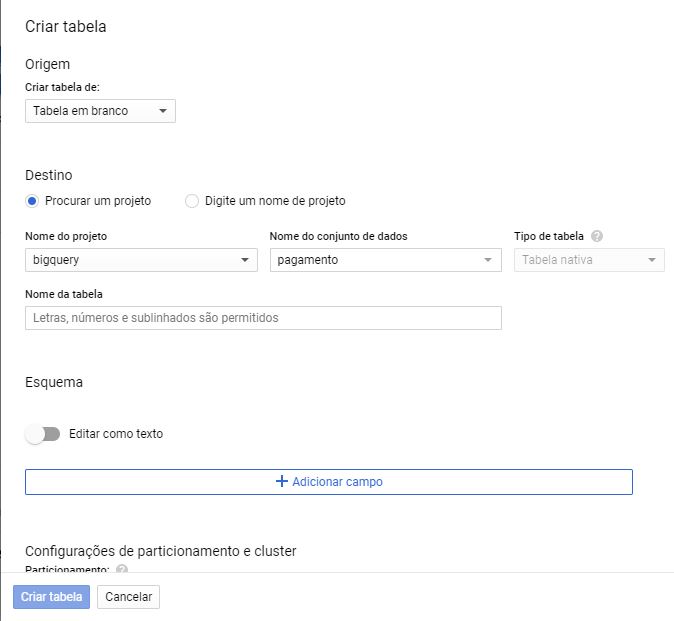 Criar tabela
Origem
Criar tabela de:
Tabela em branco
Destino
Procurar um projeto Digite um nome de projeto
Nome do projeto Nome do conjunto de dados Tipo de tabela ?
bigquery pagamento Tabela nativa
Nome da tabela
Letras, números e sublinhados são permitidos
Esquema
Editar como texto
+ Adicionar campo
Configurações de particionamento e cluster
Particionamento: ?
Criar tabela Cancelar